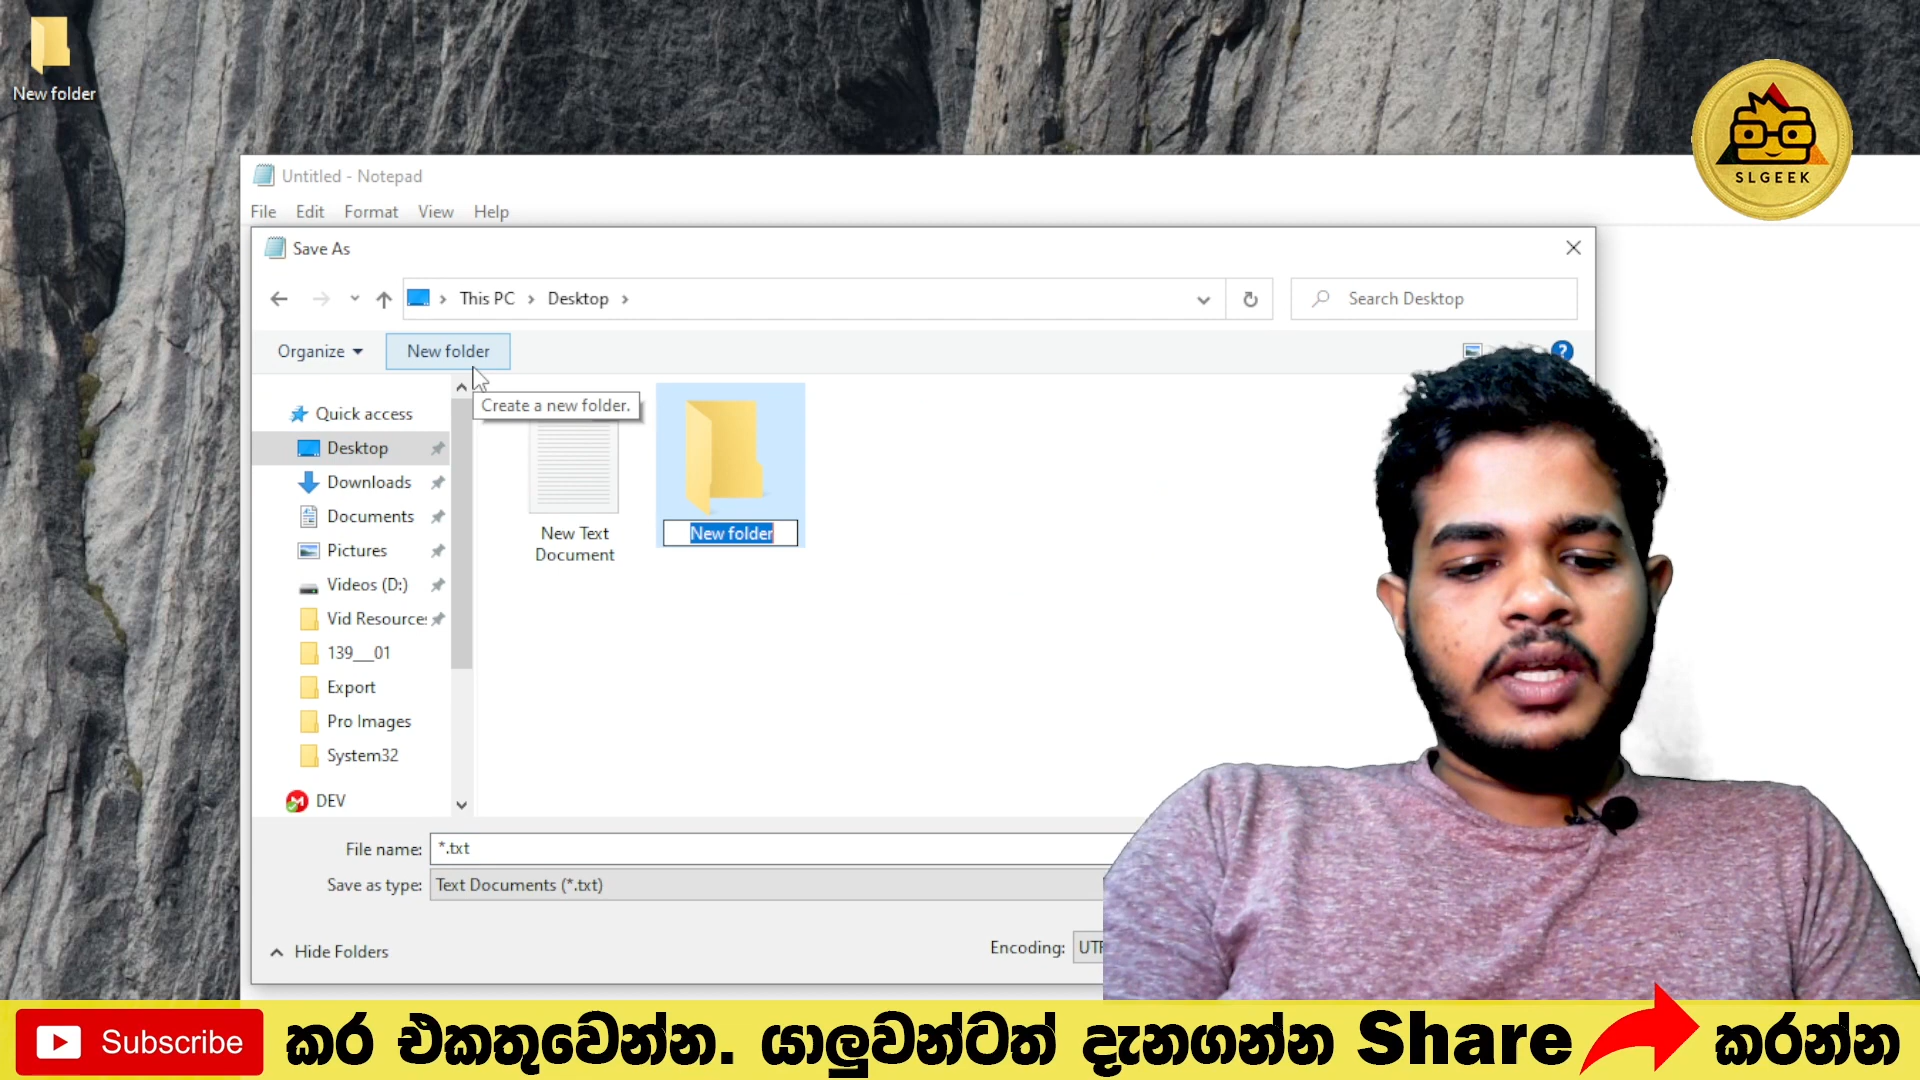 New folder
SLGEEK
Untitled - Notepad
File Edit Format View Help
Save As
This PC Desktop
Search Desktop
Organize New folder
?
Create a new folder.
Quick access
Desktop
Downloads
Documents
Pictures
Videos (D:)
Vid Resource
139__01
Export
Pro Images
System32
DEV
New Text
Document
New folder
File name: *.txt
Save as type: Text Documents (*.txt)
Hide Folders
Encoding: UTF
Subscribe කර එකතුවෙන්න. යාලුවන්ටත් දැනගන්න Share කරන්න